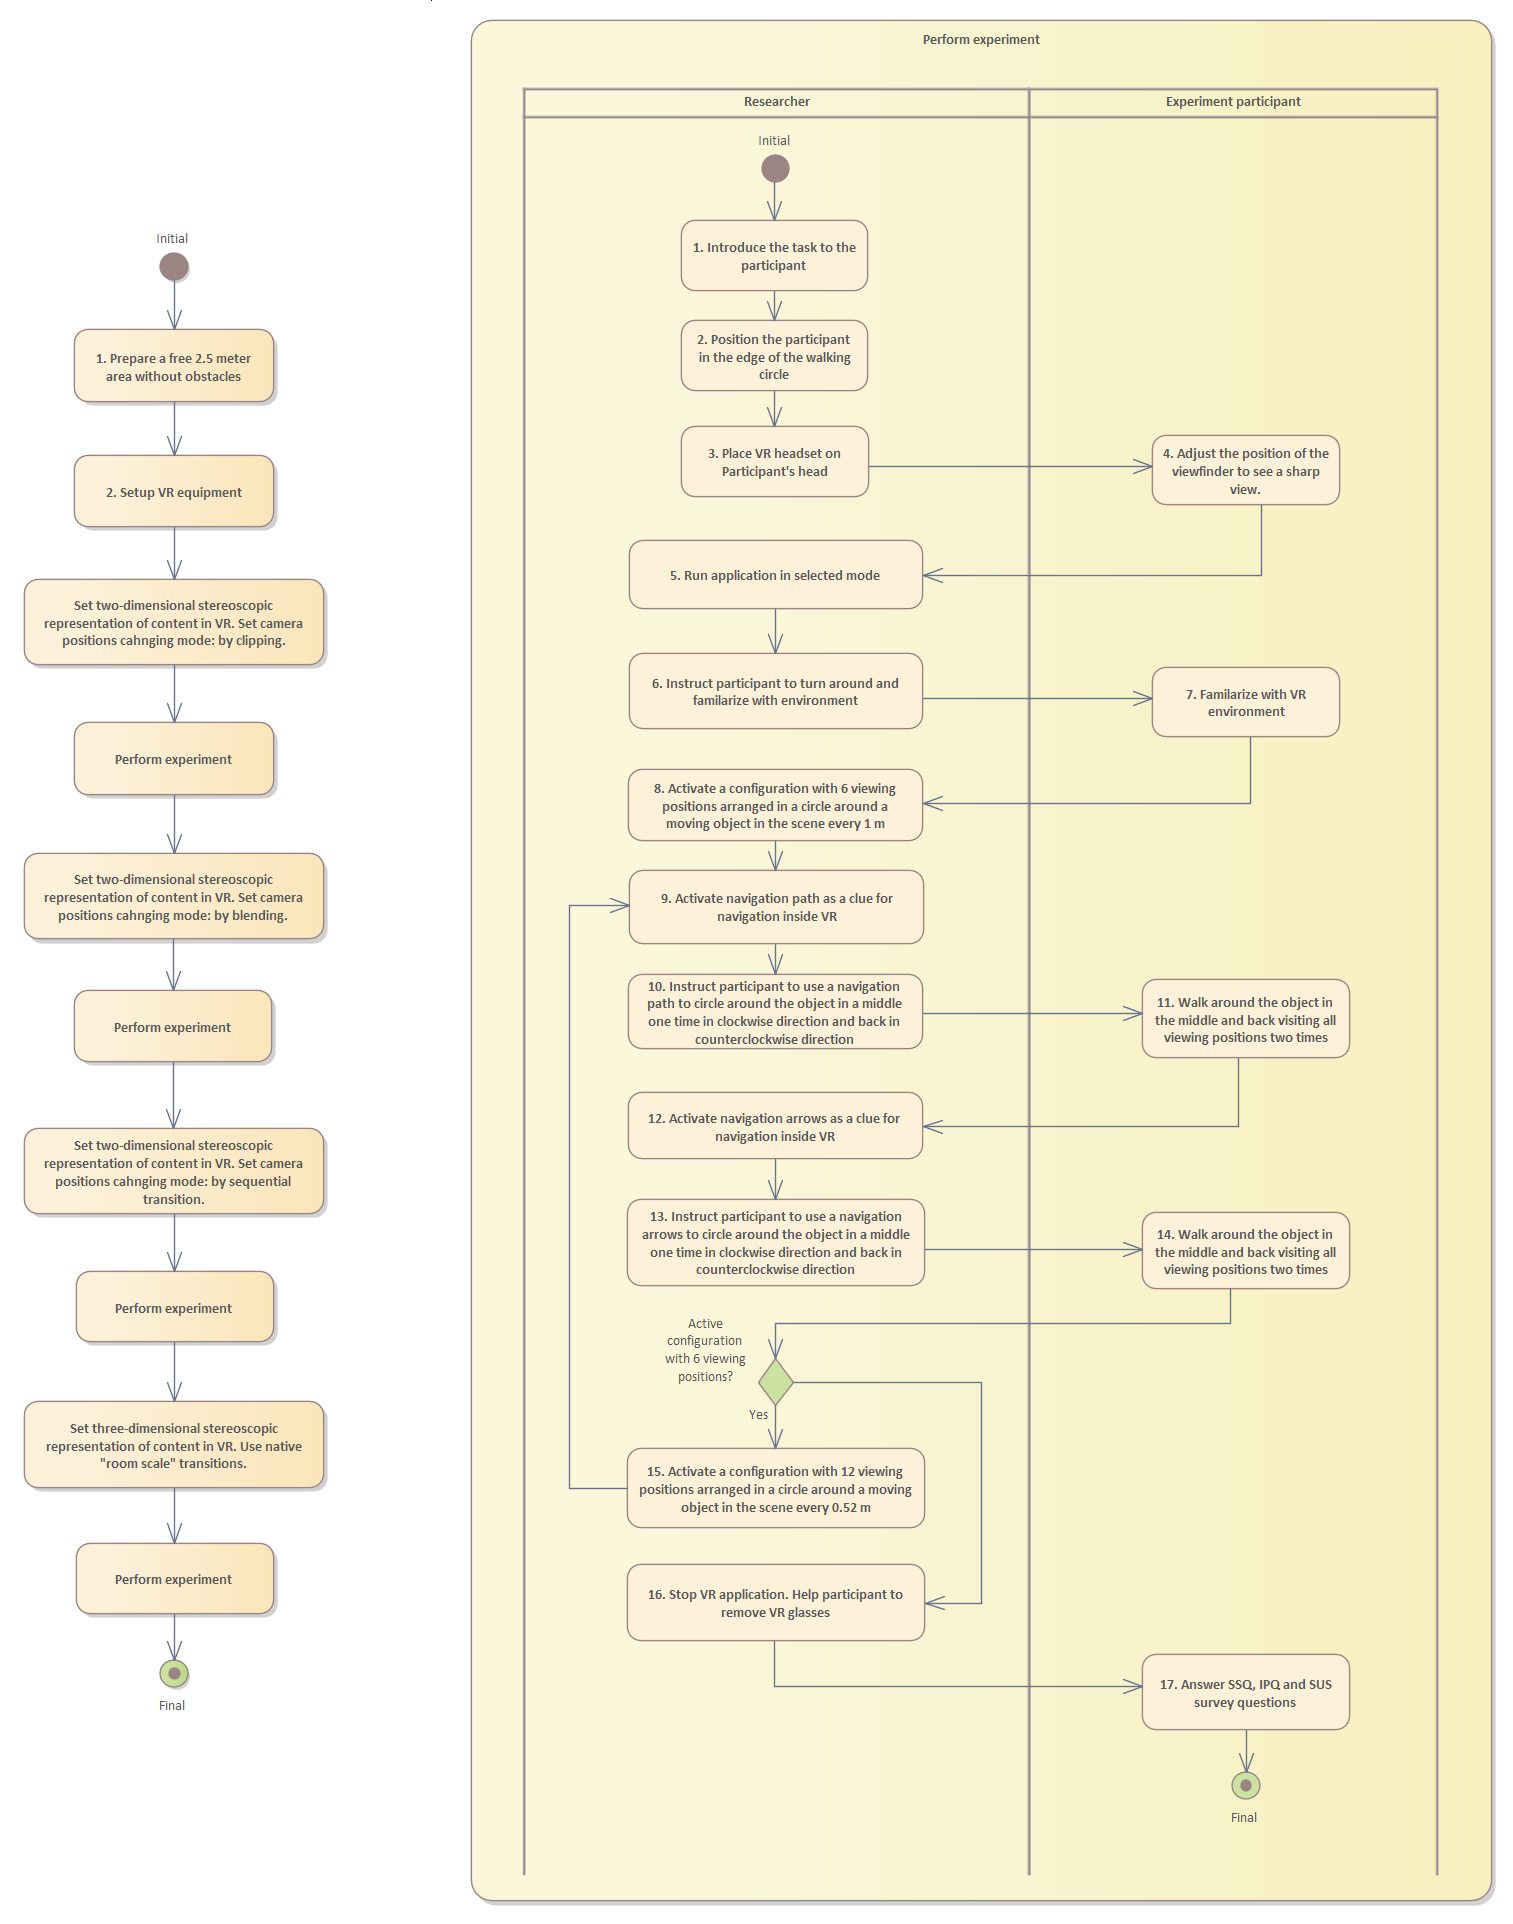 Initial
1. Prepare a free 2.5 meter
area without obstacles
2. Setup VR equipment
Set two-dimensional stereoscopic
representation of content in VR. Set camera
positions cahnging mode: by clipping.
Perform experiment
Set two-dimensional stereoscopic
representation of content in VR. Set camera
positions cahnging mode: by blending.
Perform experiment
Set two-dimensional stereoscopic
representation of content in VR. Set camera
positions cahnging mode: by sequential
transition.
Perform experiment
Set three-dimensional stereoscopic
representation of content in VR. Use native
"room scale" transitions.
Perform experiment
Final
Perform experiment
Researcher
Experiment participant
Initial
1. Introduce the task to the
participant
2. Position the participant
in the edge of the walking
circle
3. Place VR headset on
Participant's head
4. Adjust the position of the
viewfinder to see a sharp
view.
5. Run application in selected mode
6. Instruct participant to turn around and
familarize with environment
7. Familarize with VR
environment
8. Activate a configuration with 6 viewing
positions arranged in a circle around a
moving object in the scene every 1 m
9. Activate navigation path as a clue for
navigation inside VR
10. Instruct participant to use a navigation
path to circle around the object in a middle
one time in clockwise direction and back in
counterclockwise direction
11. Walk around the object in
the middle and back visiting all
viewing positions two times
12. Activate navigation arrows as a clue for
navigation inside VR
13. Instruct participant to use a navigation
arrows to circle around the object in a middle
one time in clockwise direction and back in
counterclockwise direction
14. Walk around the object in
the middle and back visiting all
viewing positions two times
Active
configuration
with 6 viewing
positions?
Yes
15. Activate a configuration with 12 viewing
positions arranged in a circle around a moving
object in the scene every 0.52 m
16. Stop VR application. Help participant to
remove VR glasses
17. Answer SSQ, IPQ and SUS
survey questions
Final